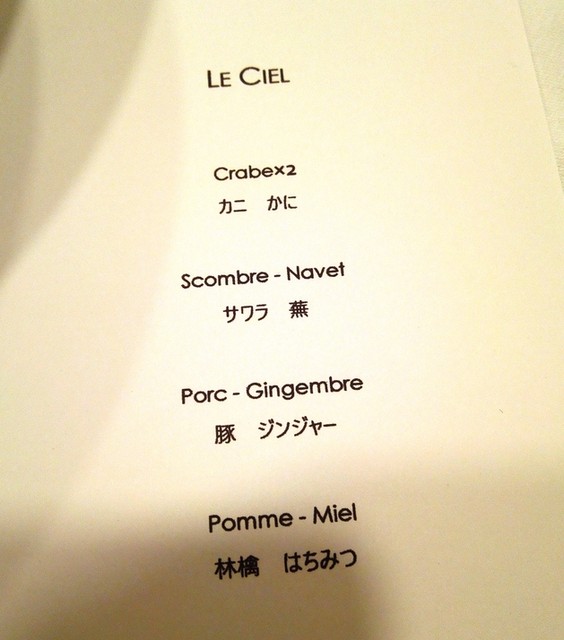 LE CIEL
Crabe×2
カニ　かに
Scombre - Navet
サワラ　蕪
Porc - Gingembre
豚　ジンジャー
Pomme - Miel
林檎　はちみつ